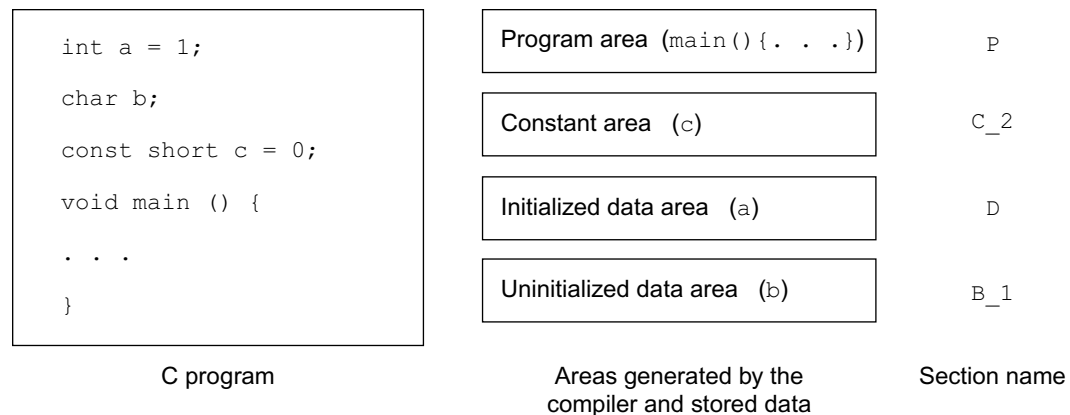 int a = 1;
char b;
const short c = 0;
void main () {
. . .
}
C program
Program area (main(){. . .})
Constant area (c)
Initialized data area (a)
Uninitialized data area (b)
Areas generated by the
compiler and stored data
P
C_2
D
B_1
Section name